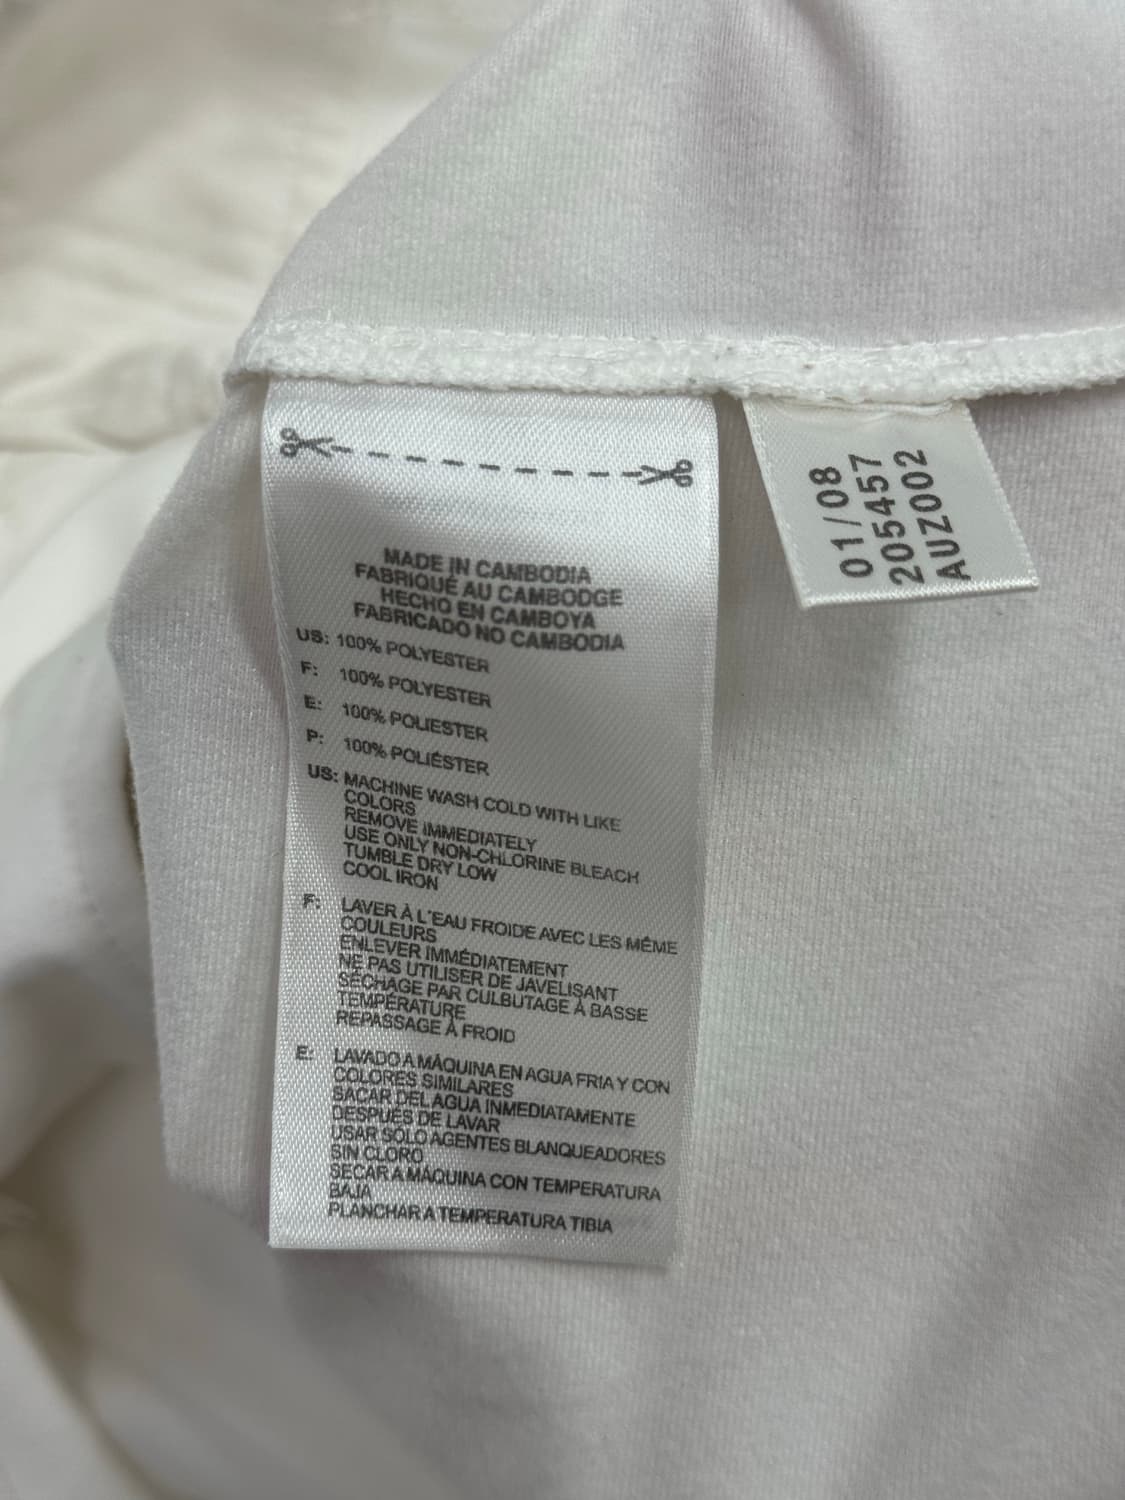 MADE IN CAMBODIA
FABRIQUÉ AU CAMBODGE
HECHO EN CAMBOYA
FABRICADO NO CAMBODIA
US: 100% POLYESTER
F: 100% POLYESTER
E: 100% POLIESTER
P: 100% POLIÉSTER
US: MACHINE WASH COLD WITH LIKE
COLORS
REMOVE IMMEDIATELY
USE ONLY NON-CHLORINE BLEACH
TUMBLE DRY LOW
COOL IRON
F: LAVER À L'EAU FROIDE AVEC LES MÊME
COULEURS
ENLEVER IMMÉDIATEMENT
NE PAS UTILISER DE JAVELISANT
SÉCHAGE PAR CULBUTAGE À BASSE
TEMPÉRATURE
REPASSAGE À FROID
E: LAVADO A MÁQUINA EN AGUA FRIA Y CON
COLORES SIMILARES
SACAR DEL AGUA INMEDIATAMENTE
DESPUÉS DE LAVAR
USAR SÓLO AGENTES BLANQUEADORES
SIN CLORO
SECAR A MÁQUINA CON TEMPERATURA
BAJA
PLANCHAR A TEMPERATURA TIBIA
01/08
205457
AUZ002